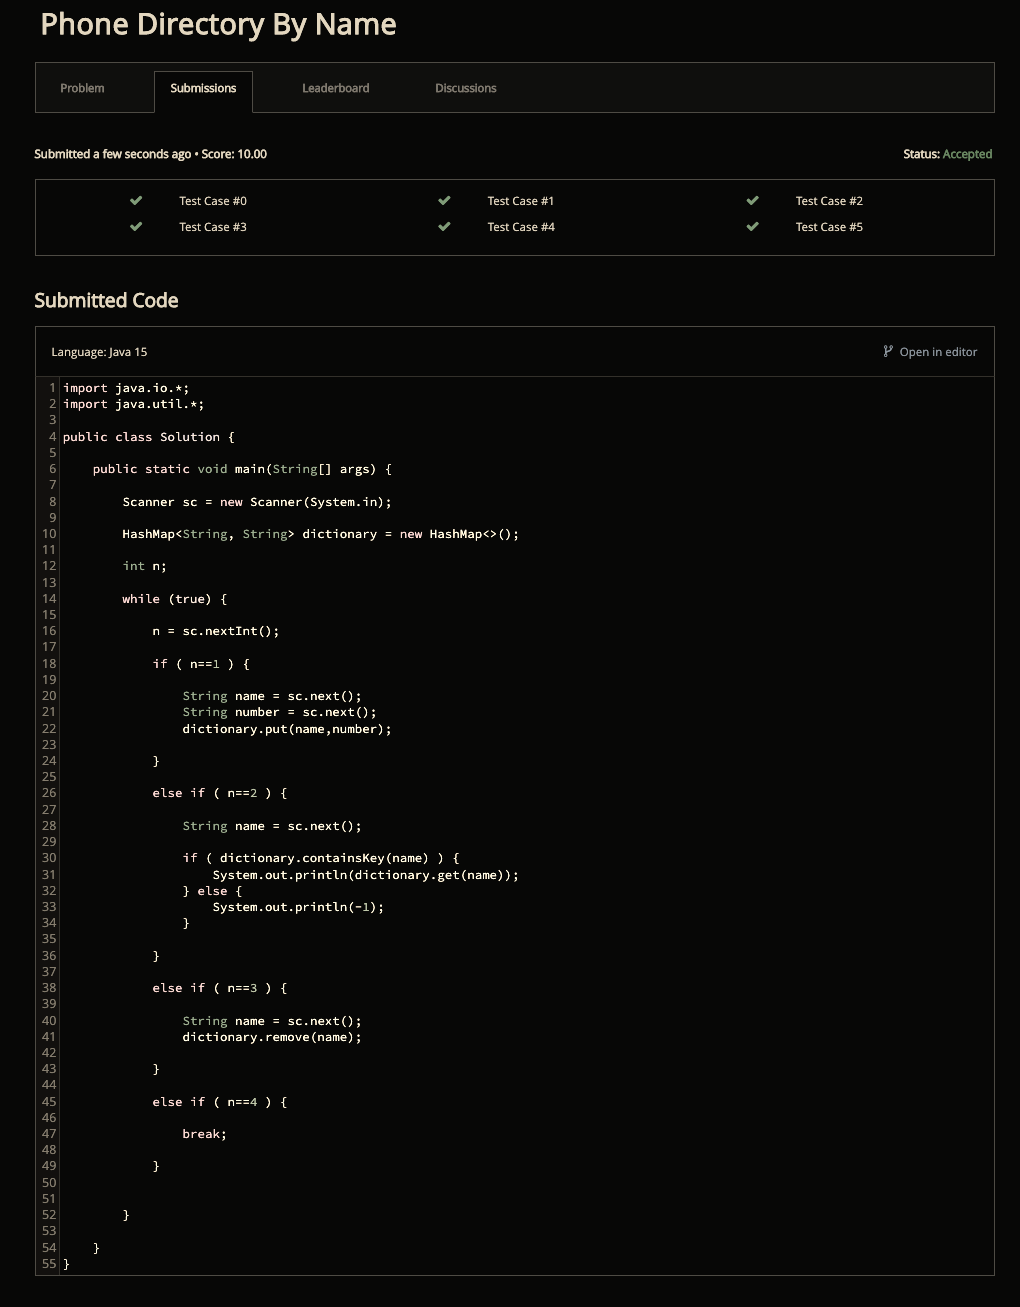 Phone Directory By Name
Problem Submissions Leaderboard Discussions
Submitted a few seconds ago • Score: 10.00 Status: Accepted
Test Case #0 Test Case #1 Test Case #2
Test Case #3 Test Case #4 Test Case #5
Submitted Code
Language: Java 15 Open in editor
1 import java.io.*;
2 import java.util.*;
3
4 public class Solution {
5
6     public static void main(String[] args) {
7
8         Scanner sc = new Scanner(System.in);
9
10         HashMap<String, String> dictionary = new HashMap<>();
11
12         int n;
13
14         while (true) {
15
16             n = sc.nextInt();
17
18             if ( n==1 ) {
19
20                 String name = sc.next();
21                 String number = sc.next();
22                 dictionary.put(name,number);
23
24             }
25
26             else if ( n==2 ) {
27
28                 String name = sc.next();
29
30                 if ( dictionary.containsKey(name) ) {
31                     System.out.println(dictionary.get(name));
32                 } else {
33                     System.out.println(-1);
34                 }
35
36             }
37
38             else if ( n==3 ) {
39
40                 String name = sc.next();
41                 dictionary.remove(name);
42
43             }
44
45             else if ( n==4 ) {
46
47                 break;
48
49             }
50
51
52         }
53
54     }
55 }